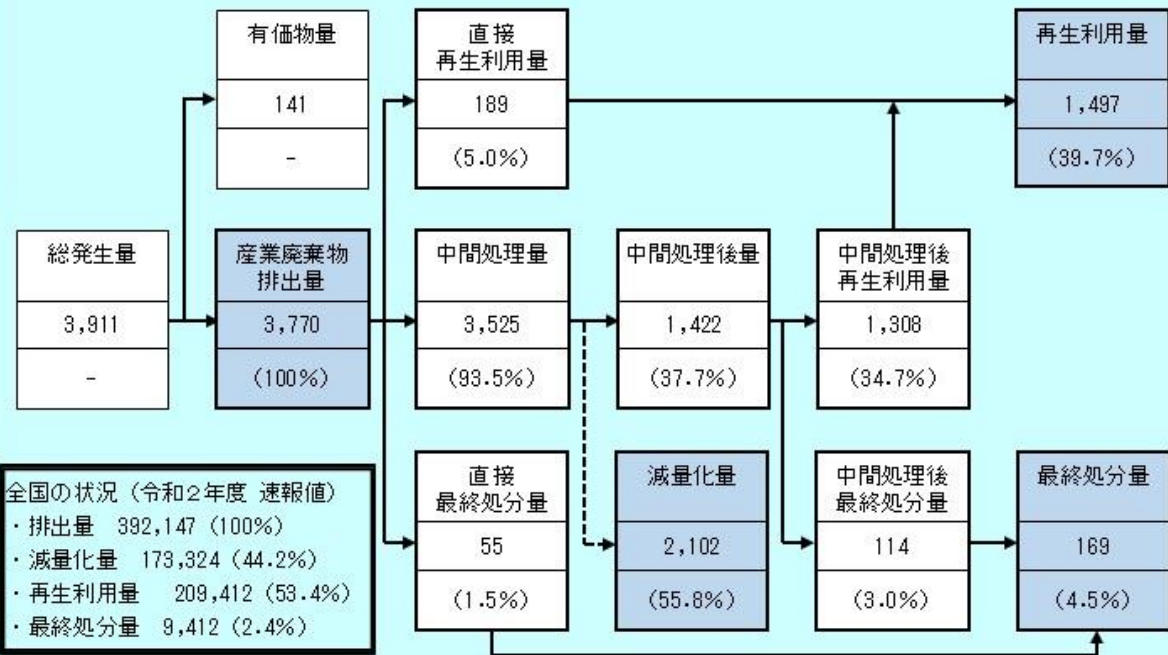 有価物量
141
-
直接
再生利用量
189
(5.0%)
再生利用量
1,497
(39.7%)
総発生量
3,911
-
産業廃棄物
排出量
3,770
(100%)
中間処理量
3,525
(93.5%)
中間処理後量
1,422
(37.7%)
中間処理後
再生利用量
1,308
(34.7%)
直接
最終処分量
55
(1.5%)
減量化量
2,102
(55.8%)
中間処理後
最終処分量
114
(3.0%)
最終処分量
169
(4.5%)
全国の状況（令和２年度 速報値）
・排出量 392,147 (100%)
・減量化量 173,324 (44.2%)
・再生利用量 209,412 (53.4%)
・最終処分量 9,412 (2.4%)